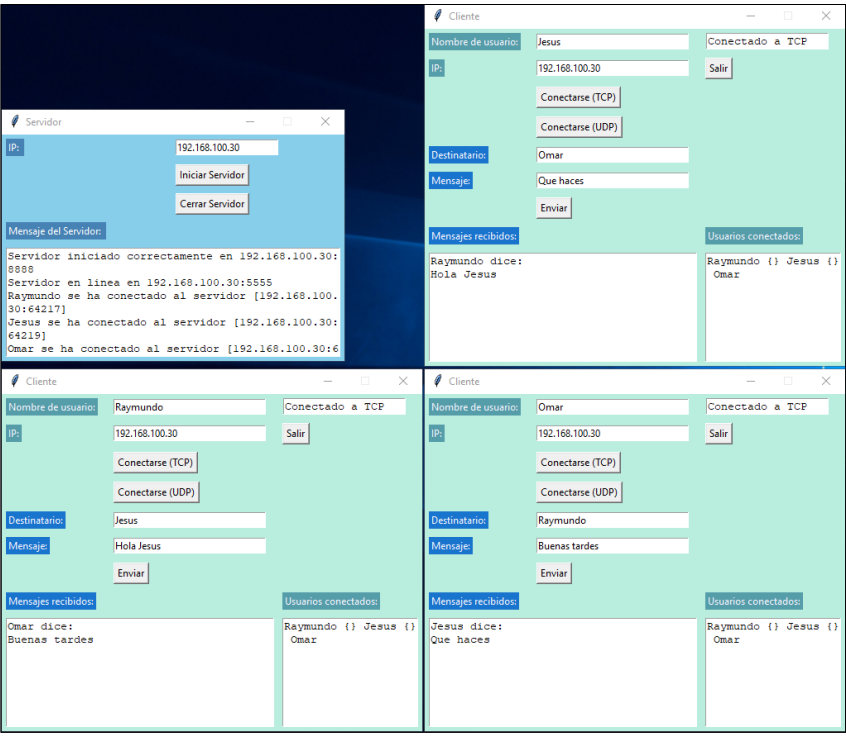 Servidor
IP: 192.168.100.30
Iniciar Servidor
Cerrar Servidor
Mensaje del Servidor:
Servidor iniciado correctamente en 192.168.100.30:
8888
Servidor en linea en 192.168.100.30:5555
Raymundo se ha conectado al servidor [192.168.100.
30:64217]
Jesus se ha conectado al servidor [192.168.100.30:
64219]
Omar se ha conectado al servidor [192.168.100.30:6
Cliente
Nombre de usuario: Jesus Conectado a TCP
IP: 192.168.100.30 Salir
Conectarse (TCP)
Conectarse (UDP)
Destinatario: Omar
Mensaje: Que haces
Enviar
Mensajes recibidos: Usuarios conectados:
Raymundo dice:
Hola Jesus
Raymundo {} Jesus {}
Omar
Cliente
Nombre de usuario: Raymundo Conectado a TCP
IP: 192.168.100.30 Salir
Conectarse (TCP)
Conectarse (UDP)
Destinatario: Jesus
Mensaje: Hola Jesus
Enviar
Mensajes recibidos: Usuarios conectados:
Omar dice:
Buenas tardes
Raymundo {} Jesus {}
Omar
Cliente
Nombre de usuario: Omar Conectado a TCP
IP: 192.168.100.30 Salir
Conectarse (TCP)
Conectarse (UDP)
Destinatario: Raymundo
Mensaje: Buenas tardes
Enviar
Mensajes recibidos: Usuarios conectados:
Jesus dice:
Que haces
Raymundo {} Jesus {}
Omar